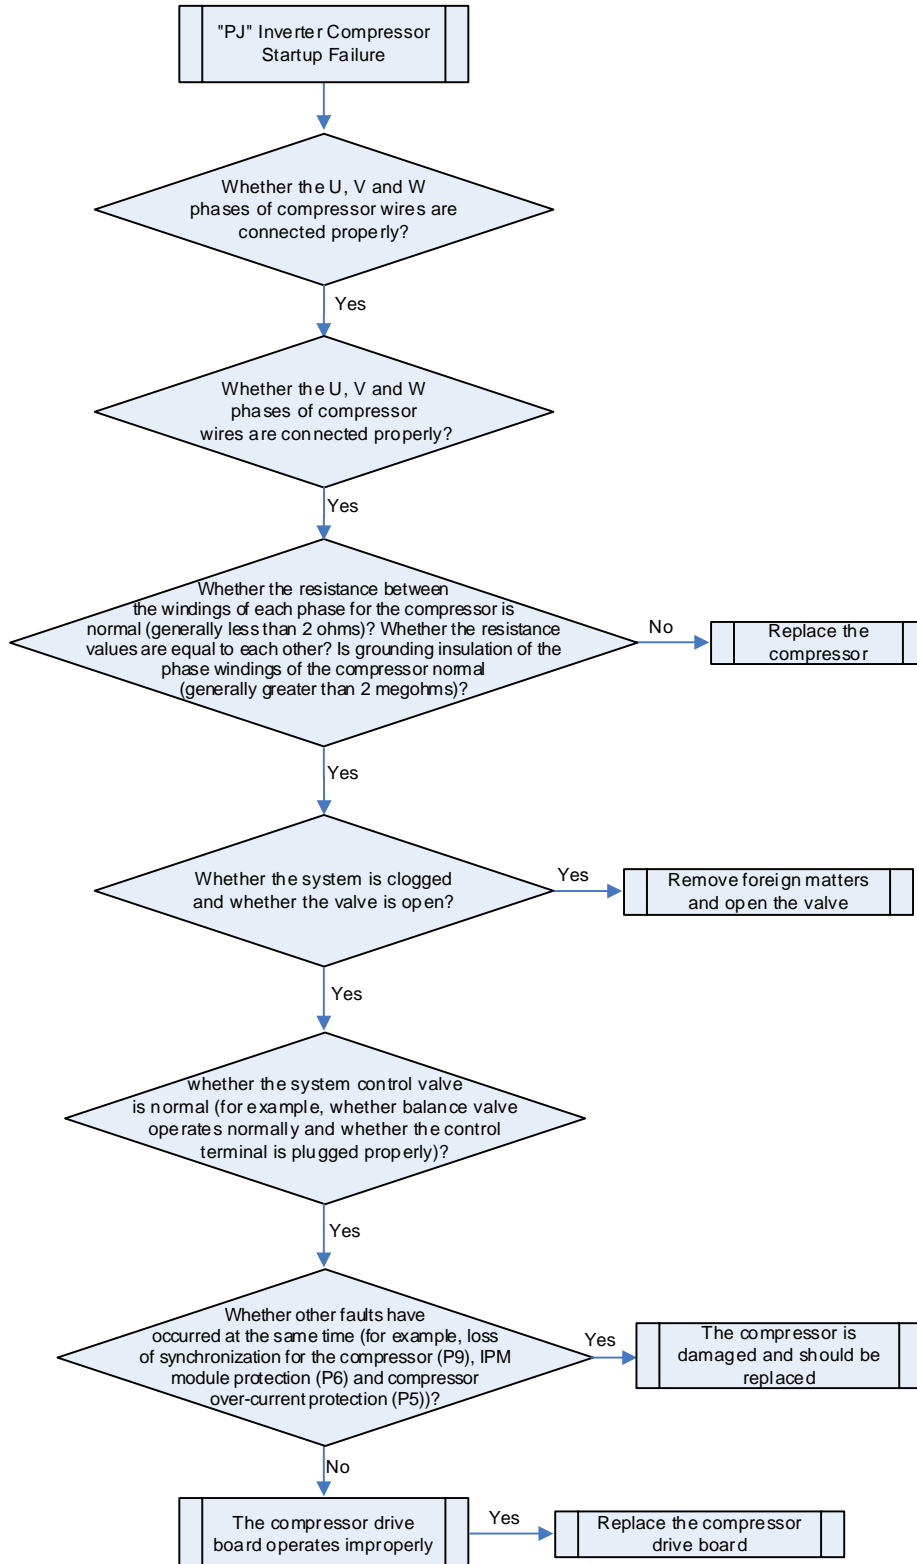 "PJ" Inverter Compressor
Startup Failure
Whether the U, V and W
phases of compressor wires are
connected properly?
Yes
Whether the U, V and W
phases of compressor
wires are connected properly?
Yes
Whether the resistance between
the windings of each phase for the compressor is
normal (generally less than 2 ohms)? Whether the resistance
values are equal to each other? Is grounding insulation of the
phase windings of the compressor normal
(generally greater than 2 megohms)?
No
Replace the
compressor
Yes
Whether the system is clogged
and whether the valve is open?
Yes
Remove foreign matters
and open the valve
Yes
whether the system control valve
is normal (for example, whether balance valve
operates normally and whether the control
terminal is plugged properly)?
Yes
Whether other faults have
occurred at the same time (for example, loss
of synchronization for the compressor (P9), IPM
module protection (P6) and compressor
over-current protection (P5))?
Yes
The compressor is
damaged and should be
replaced
No
The compressor drive
board operates improperly
Yes
Replace the compressor
drive board